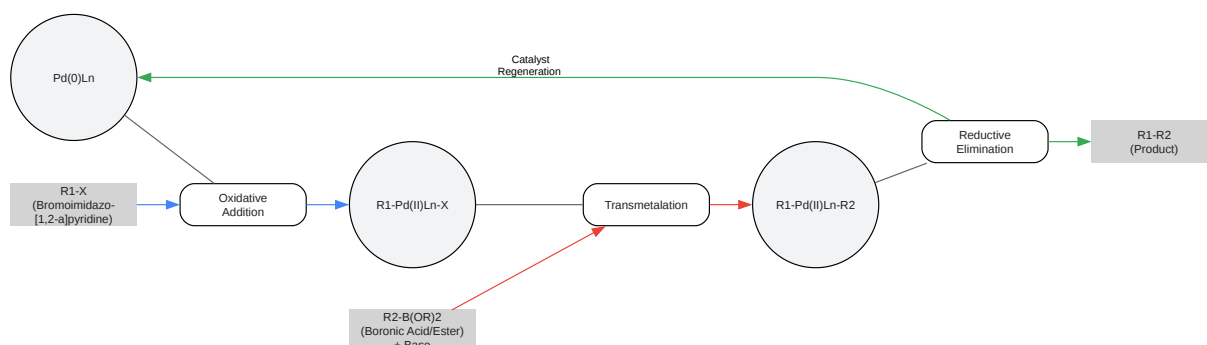 Catalyst
Regeneration
Pd(0)Ln
Reductive
Elimination
R1-R2
(Product)
R1-X
(Bromoimidazo-
[1,2-a]pyridine)
Oxidative
Addition
R1-Pd(II)Ln-X
Transmetalation
R1-Pd(II)Ln-R2
R2-B(OR)2
(Boronic Acid/Ester)
+ Base